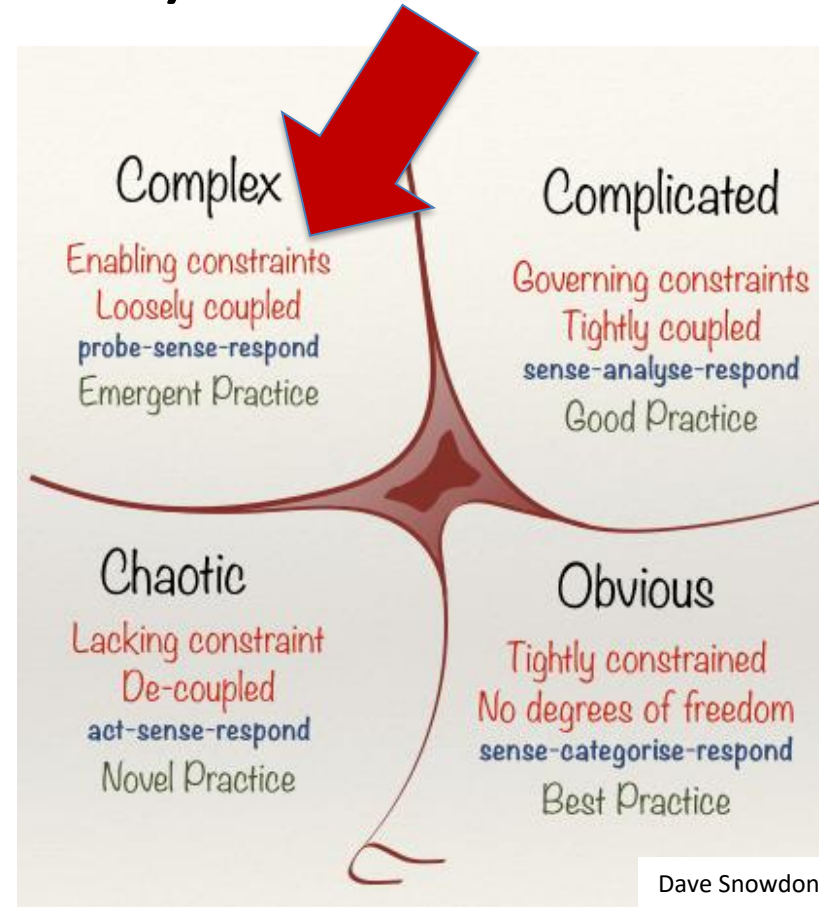 Complex
Enabling constraints
Loosely coupled
probe-sense-respond
Emergent Practice
Complicated
Governing constraints
Tightly coupled
sense-analyse-respond
Good Practice
Chaotic
Lacking constraint
De-coupled
act-sense-respond
Novel Practice
Obvious
Tightly constrained
No degrees of freedom
sense-categorise-respond
Best Practice
Dave Snowdon